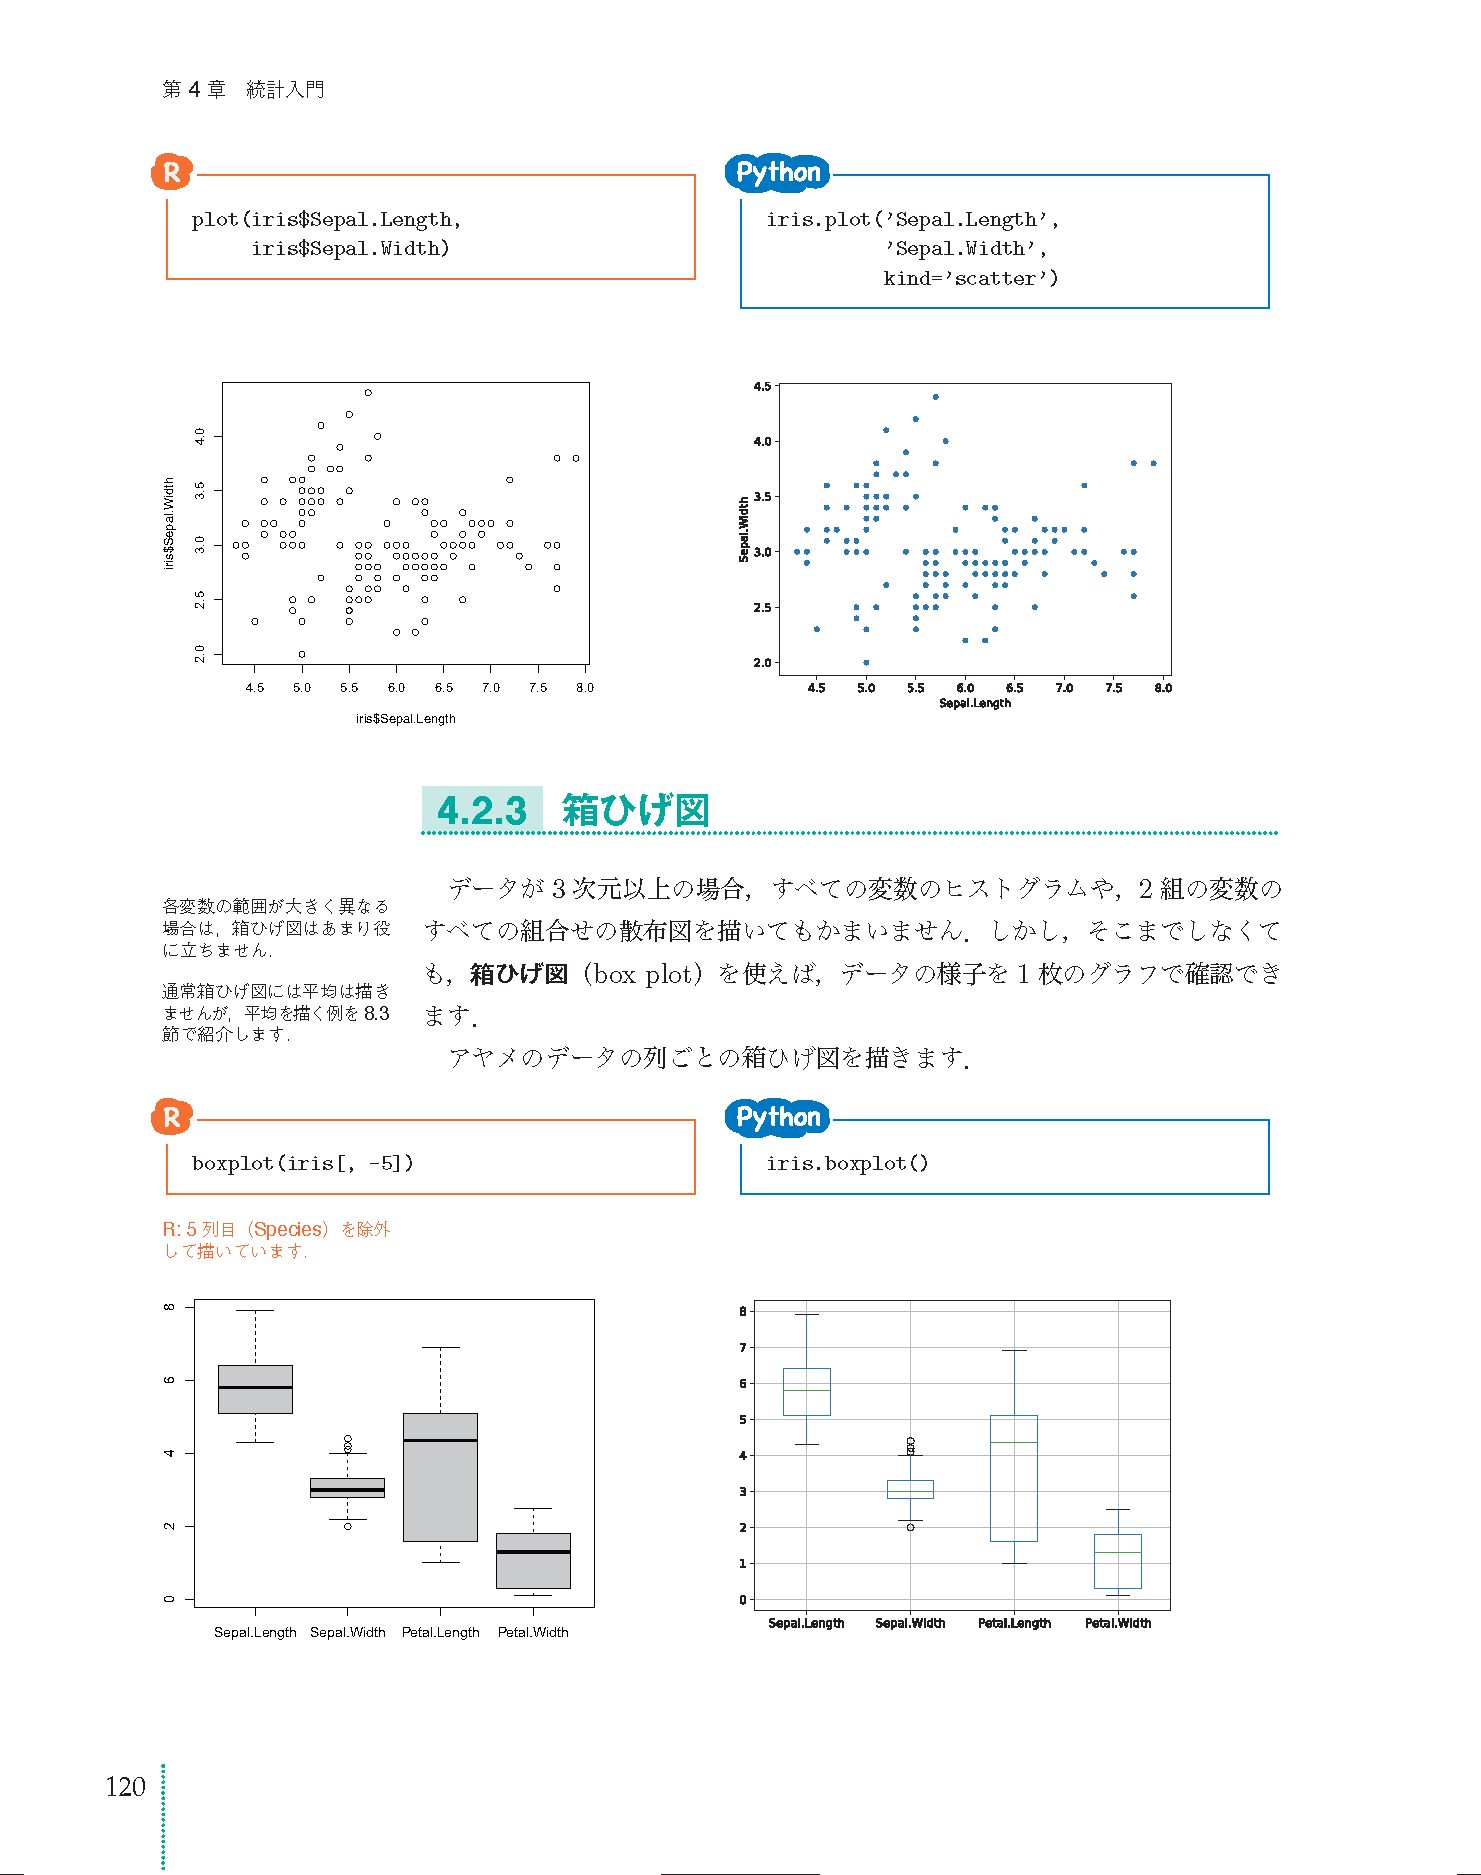 第 4 章　統計入門
R
plot(iris$Sepal.Length,
iris$Sepal.Width)
Python
iris.plot('Sepal.Length',
'Sepal.Width',
kind='scatter')
iris$Sepal.Width
4.0
3.5
3.0
2.5
2.0
4.5 5.0 5.5 6.0 6.5 7.0 7.5 8.0
iris$Sepal.Length
Sepal.Width
4.5
4.0
3.5
3.0
2.5
2.0
4.5 5.0 5.5 6.0 6.5 7.0 7.5 8.0
Sepal.Length
4.2.3 箱ひげ図
データが 3 次元以上の場合，すべての変数のヒストグラムや，2 組の変数の
すべての組合せの散布図を描いてもかまいません．しかし，そこまでしなくて
も，箱ひげ図（box plot）を使えば，データの様子を 1 枚のグラフで確認でき
ます．
アヤメのデータの列ごとの箱ひげ図を描きます．
各変数の範囲が大きく異なる
場合は，箱ひげ図はあまり役
に立ちません．
通常箱ひげ図には平均は描き
ませんが，平均を描く例を 8.3
節で紹介します．
R
boxplot(iris[, -5])
Python
iris.boxplot()
R: 5 列目（Species）を除外
して描いています．
8
6
4
2
0
Sepal.Length Sepal.Width Petal.Length Petal.Width
8
7
6
5
4
3
2
1
0
Sepal.Length Sepal.Width Petal.Length Petal.Width
120